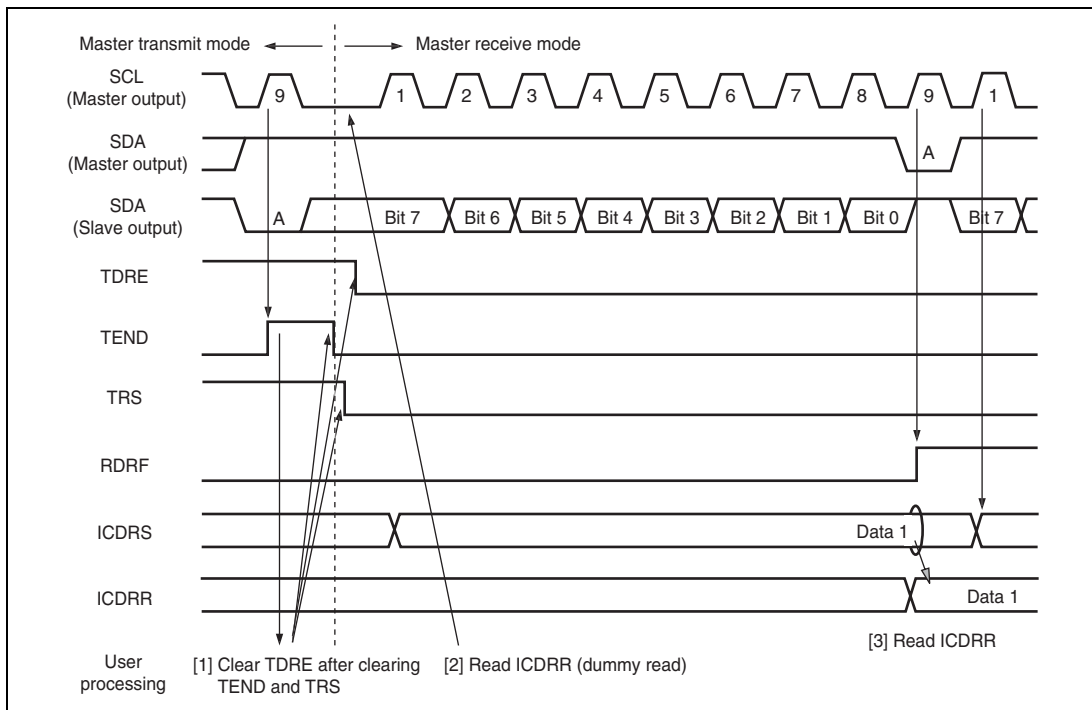 Master transmit mode
Master receive mode
SCL
(Master output)
9
1
2
3
4
5
6
7
8
9
1
SDA
(Master output)
A
SDA
(Slave output)
A
Bit 7
Bit 6
Bit 5
Bit 4
Bit 3
Bit 2
Bit 1
Bit 0
Bit 7
TDRE
TEND
TRS
RDRF
ICDRS
Data 1
ICDRR
Data 1
User
processing
[1] Clear TDRE after clearing
TEND and TRS
[2] Read ICDRR (dummy read)
[3] Read ICDRR